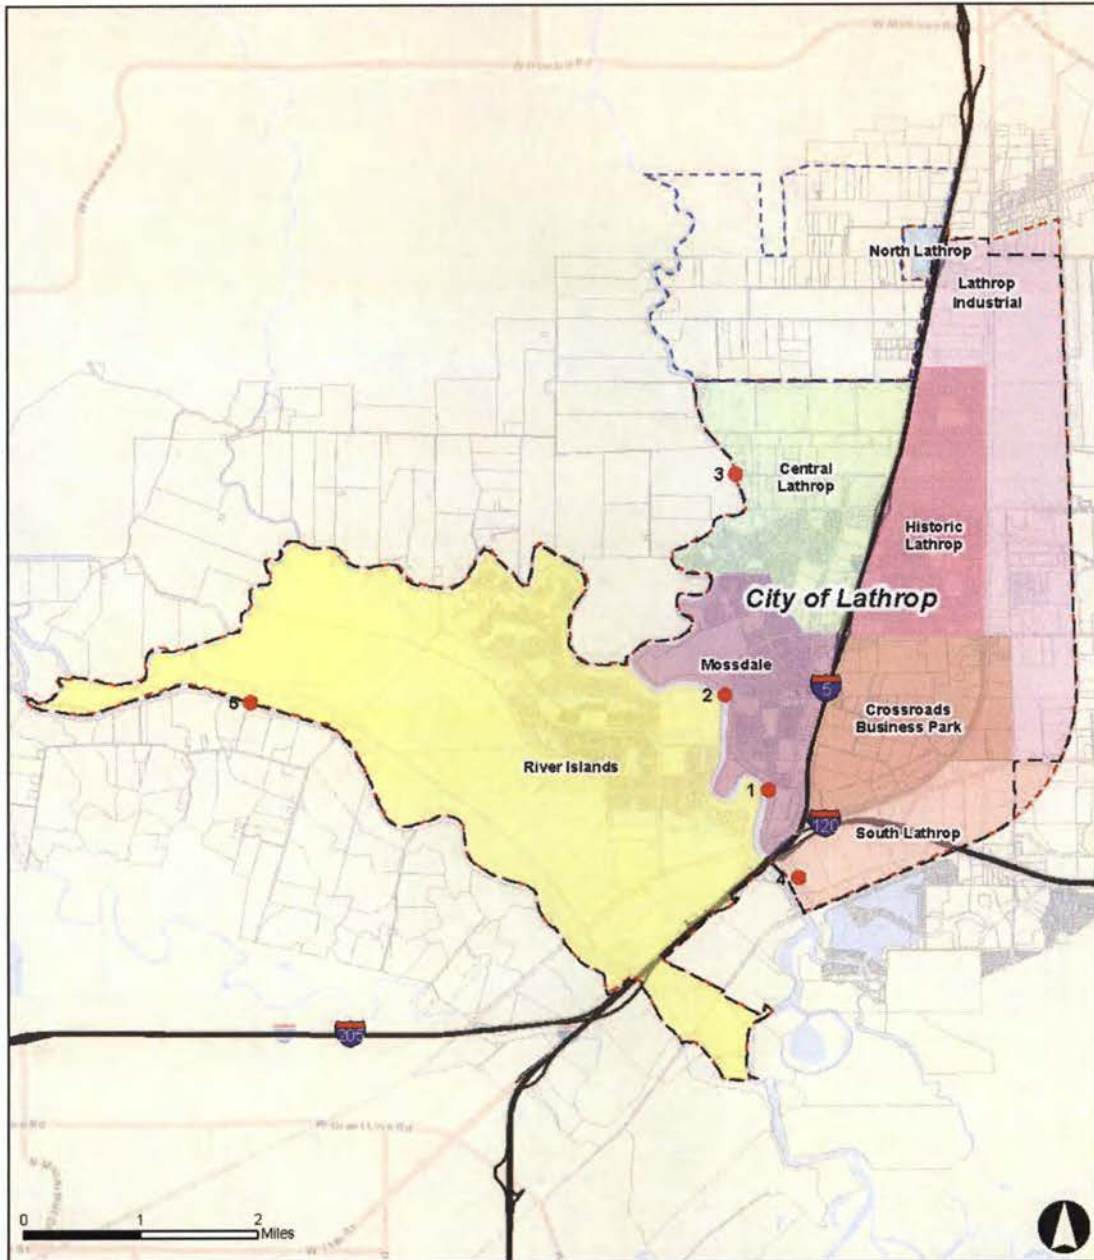 North Lathrop
Lathrop
Industrial
3
Central
Lathrop
Historic
Lathrop
City of Lathrop
Mossdale
5
2
5
Crossroads
Business Park
River Islands
1
120
South Lathrop
4
205
0 1 2
Miles